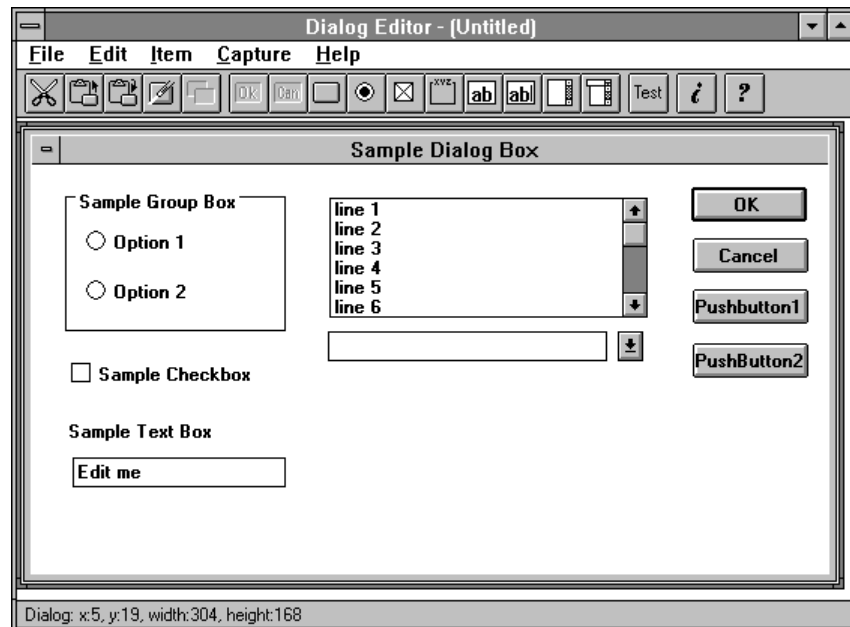 Dialog Editor - (Untitled)
File Edit Item Capture Help
Ok Can xyz ab ab Test i ?
Sample Dialog Box
Sample Group Box
Option 1
Option 2
line 1
line 2
line 3
line 4
line 5
line 6
OK
Cancel
Pushbutton1
PushButton2
Sample Checkbox
Sample Text Box
Edit me
Dialog: x:5, y:19, width:304, height:168